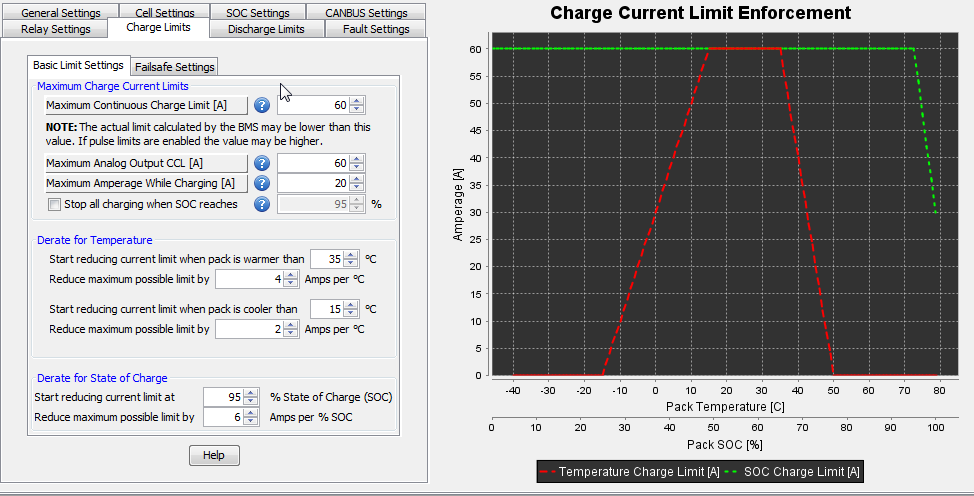 General Settings Cell Settings SOC Settings CANBUS Settings
Relay Settings Charge Limits Discharge Limits Fault Settings
Basic Limit Settings Failsafe Settings
Maximum Charge Current Limits
Maximum Continuous Charge Limit [A] ? 60
NOTE: The actual limit calculated by the BMS may be lower than this
value. If pulse limits are enabled the value may be higher.
Maximum Analog Output CCL [A] ? 60
Maximum Amperage While Charging [A] ? 20
Stop all charging when SOC reaches ? 95 %
Derate for Temperature
Start reducing current limit when pack is warmer than 35 ºC
Reduce maximum possible limit by 4 Amps per ºC
Start reducing current limit when pack is cooler than 15 ºC
Reduce maximum possible limit by 2 Amps per ºC
Derate for State of Charge
Start reducing current limit at 95 % State of Charge (SOC)
Reduce maximum possible limit by 6 Amps per % SOC
Help
Charge Current Limit Enforcement
Amperage [A]
60
55
50
45
40
35
30
25
20
15
10
5
0
-40 -30 -20 -10 0 10 20 30 40 50 60 70 80
Pack Temperature [C]
0 10 20 30 40 50 60 70 80 90 100
Pack SOC [%]
Temperature Charge Limit [A] SOC Charge Limit [A]